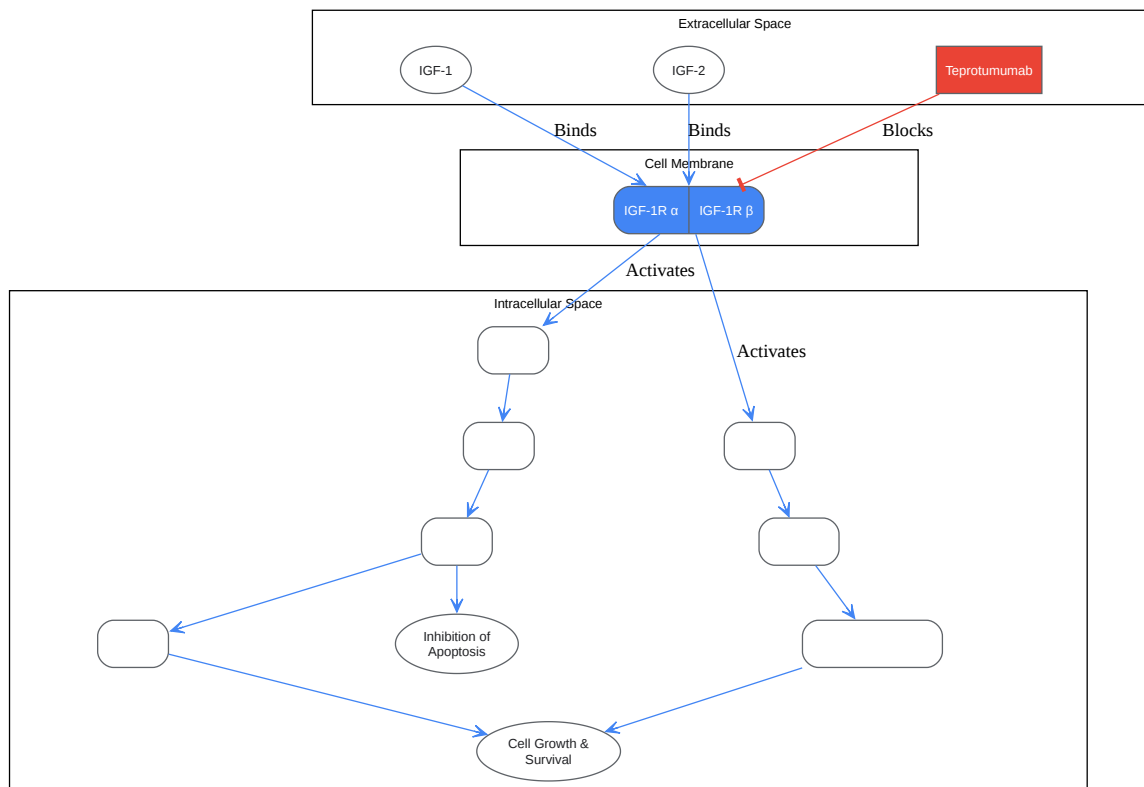 Extracellular Space
IGF-1
IGF-2
Teprotumumab
Binds
Binds
Blocks
Cell Membrane
IGF-1R α
IGF-1R β
Activates
Intracellular Space
Activates
Inhibition of
Apoptosis
Cell Growth &
Survival